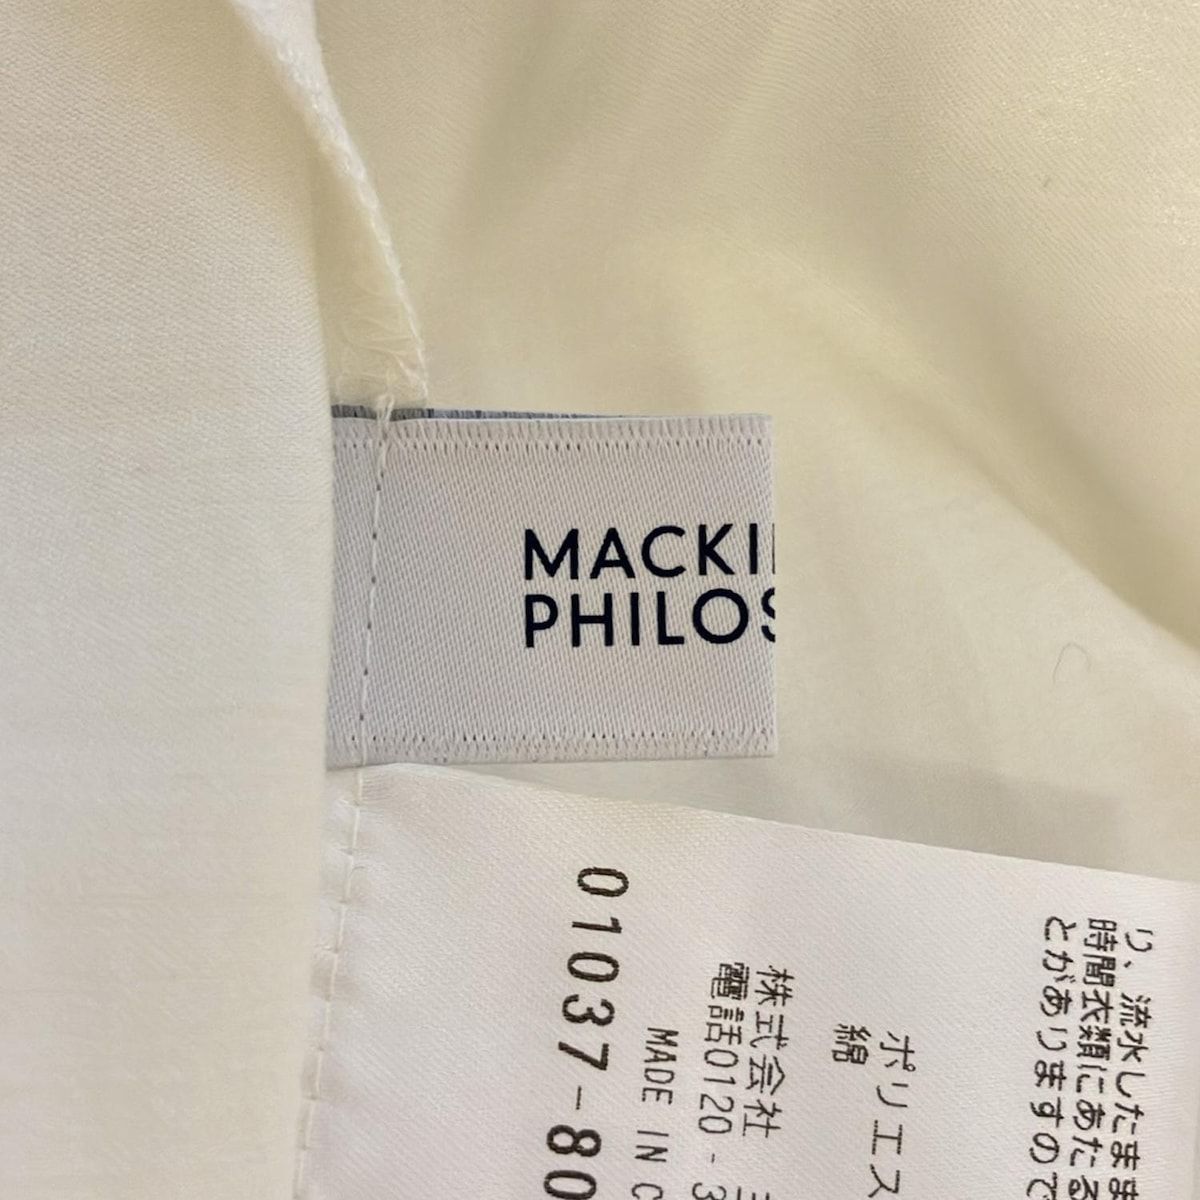 MACKI
PHILOS
り、流水したまま
時間衣類にあたる
とがありますので
ポリエス
綿
株式会社
電話0120-3
MADE IN C
01037-80